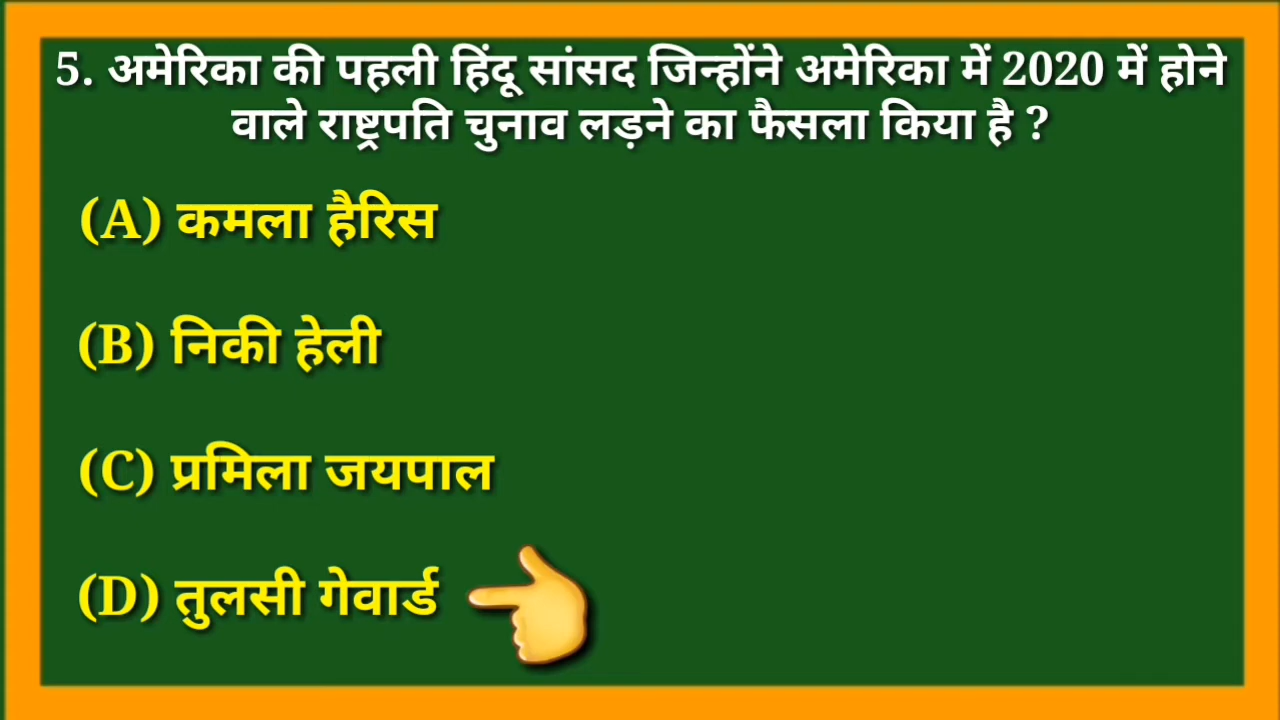 5. अमेरिका की पहली हिंदू सांसद जिन्होंने अमेरिका में 2020 में होने
वाले राष्ट्रपति चुनाव लड़ने का फैसला किया है ?
(A) कमला हैरिस
(B) निकी हेली
(C) प्रमिला जयपाल
(D) तुलसी गेवार्ड